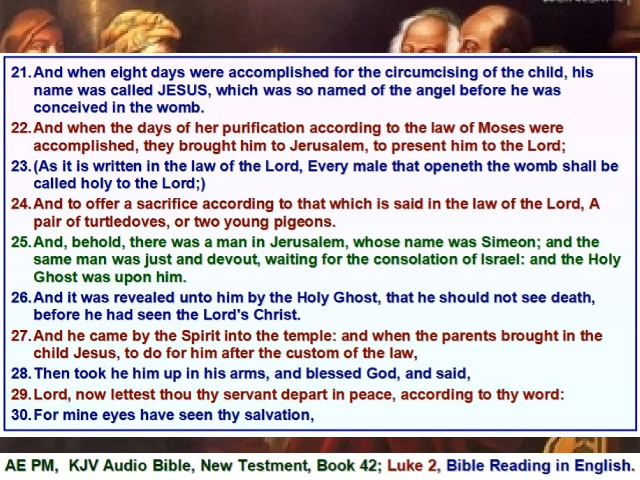 21. And when eight days were accomplished for the circumcising of the child, his
name was called JESUS, which was so named of the angel before he was
conceived in the womb.
22. And when the days of her purification according to the law of Moses were
accomplished, they brought him to Jerusalem, to present him to the Lord;
23. (As it is written in the law of the Lord, Every male that openeth the womb shall be
called holy to the Lord;)
24. And to offer a sacrifice according to that which is said in the law of the Lord, A
pair of turtledoves, or two young pigeons.
25. And, behold, there was a man in Jerusalem, whose name was Simeon; and the
same man was just and devout, waiting for the consolation of Israel: and the Holy
Ghost was upon him.
26. And it was revealed unto him by the Holy Ghost, that he should not see death,
before he had seen the Lord's Christ.
27. And he came by the Spirit into the temple: and when the parents brought in the
child Jesus, to do for him after the custom of the law,
28. Then took he him up in his arms, and blessed God, and said,
29. Lord, now lettest thou thy servant depart in peace, according to thy word:
30. For mine eyes have seen thy salvation,
AE PM, KJV Audio Bible, New Testment, Book 42; Luke 2, Bible Reading in English.